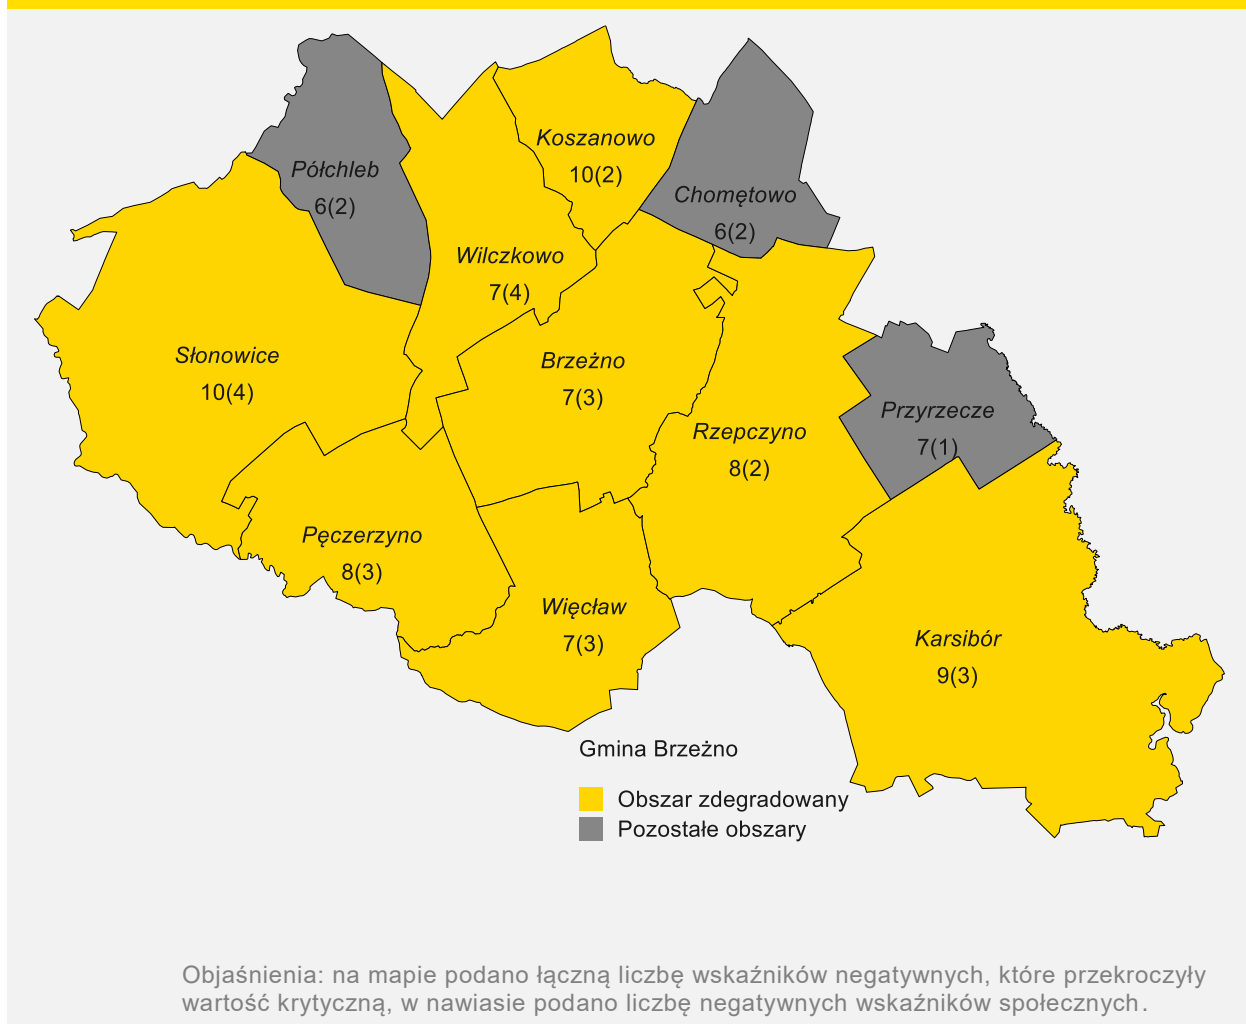 Koszanowo
10(2)
Półchleb
6(2)
Chomętowo
6(2)
Wilczkowo
7(4)
Słonowice
10(4)
Brzeżno
7(3)
Przyrzecze
7(1)
Rzepczyno
8(2)
Pęczerzyno
8(3)
Więcław
7(3)
Karsibór
9(3)
Gmina Brzeżno
Obszar zdegradowany
Pozostałe obszary
Objaśnienia: na mapie podano łączną liczbę wskaźników negatywnych, które przekroczyły
wartość krytyczną, w nawiasie podano liczbę negatywnych wskaźników społecznych.